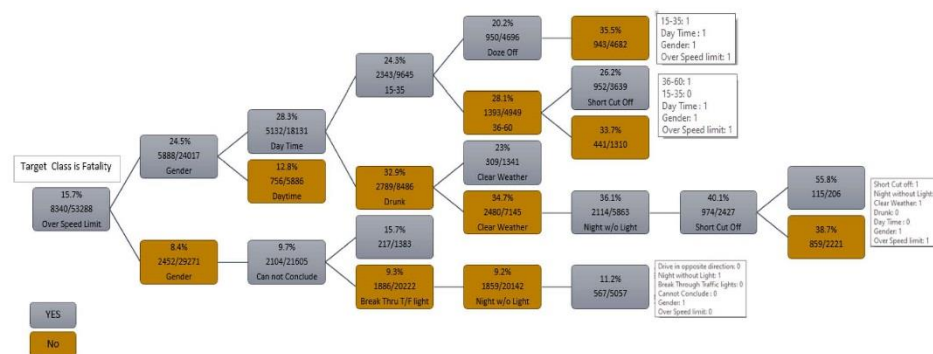 Target Class is Fatality
15.7%
8340/53288
Over Speed Limit
24.5%
5888/24017
Gender
8.4%
2452/29271
Gender
28.3%
5132/18131
Day Time
12.8%
756/5886
Daytime
9.7%
2104/21605
Can not Conclude
24.3%
2343/9645
15-35
32.9%
2789/8486
Drunk
15.7%
217/1383
9.3%
1886/20222
Break Thru T/F light
20.2%
950/4696
Doze Off
28.1%
1393/4949
36-60
23%
309/1341
Clear Weather
34.7%
2480/7145
Clear Weather
9.2%
1859/20142
Night w/o Light
35.5%
943/4682
26.2%
952/3639
Short Cut Off
33.7%
441/1310
36.1%
2114/5863
Night w/o Light
11.2%
567/5057
40.1%
974/2427
Short Cut Off
55.8%
115/206
38.7%
859/2221
15-35: 1
Day Time : 1
Gender: 1
Over Speed limit: 1
36-60: 1
15-35: 0
Day Time : 1
Gender: 1
Over Speed limit: 1
Short Cut off: 1
Night without Light:
Clear Weather: 1
Drunk: 0
Day Time : 0
Gender: 1
Over Speed limit: 1
Drive in opposite direction: 0
Night without Light: 1
Break Through Traffic lights: 0
Cannot Conclude : 0
Gender: 1
Over Speed limit: 0
YES
No